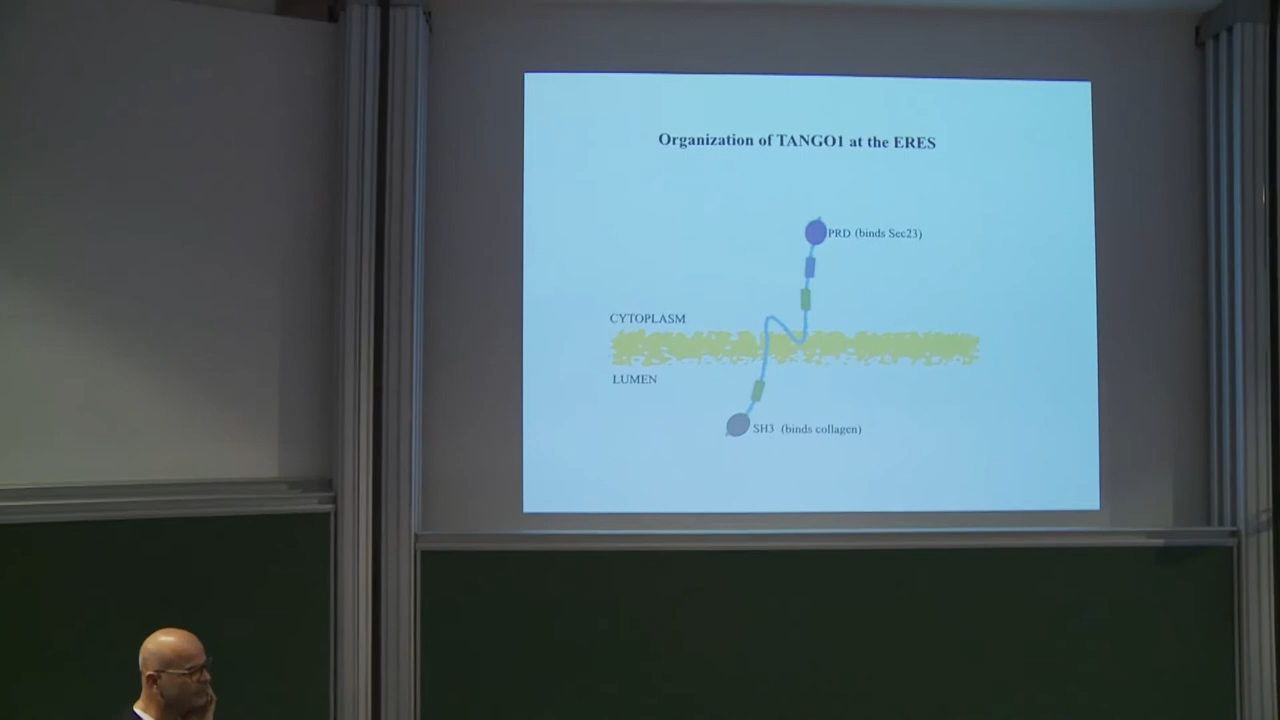 Organization of TANGO1 at the ERES
PRD (binds Sec23)
CYTOPLASM
LUMEN
SH3 (binds collagen)